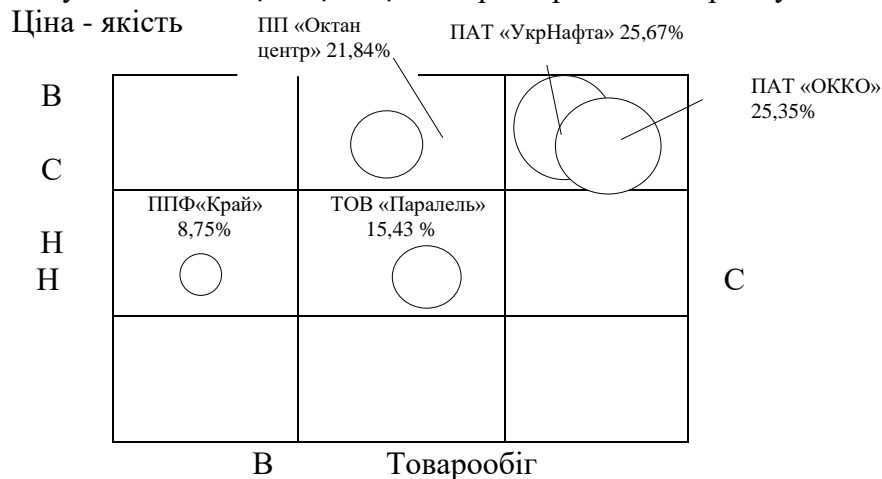 Ціна - якість
ПП «Октан
центр» 21,84%
ПАТ «УкрНафта» 25,67%
ПАТ «ОККО»
25,35%
В
С
ППФ«Край»
8,75%
ТОВ «Паралель»
15,43 %
Н
Н
С
В
Товарообіг